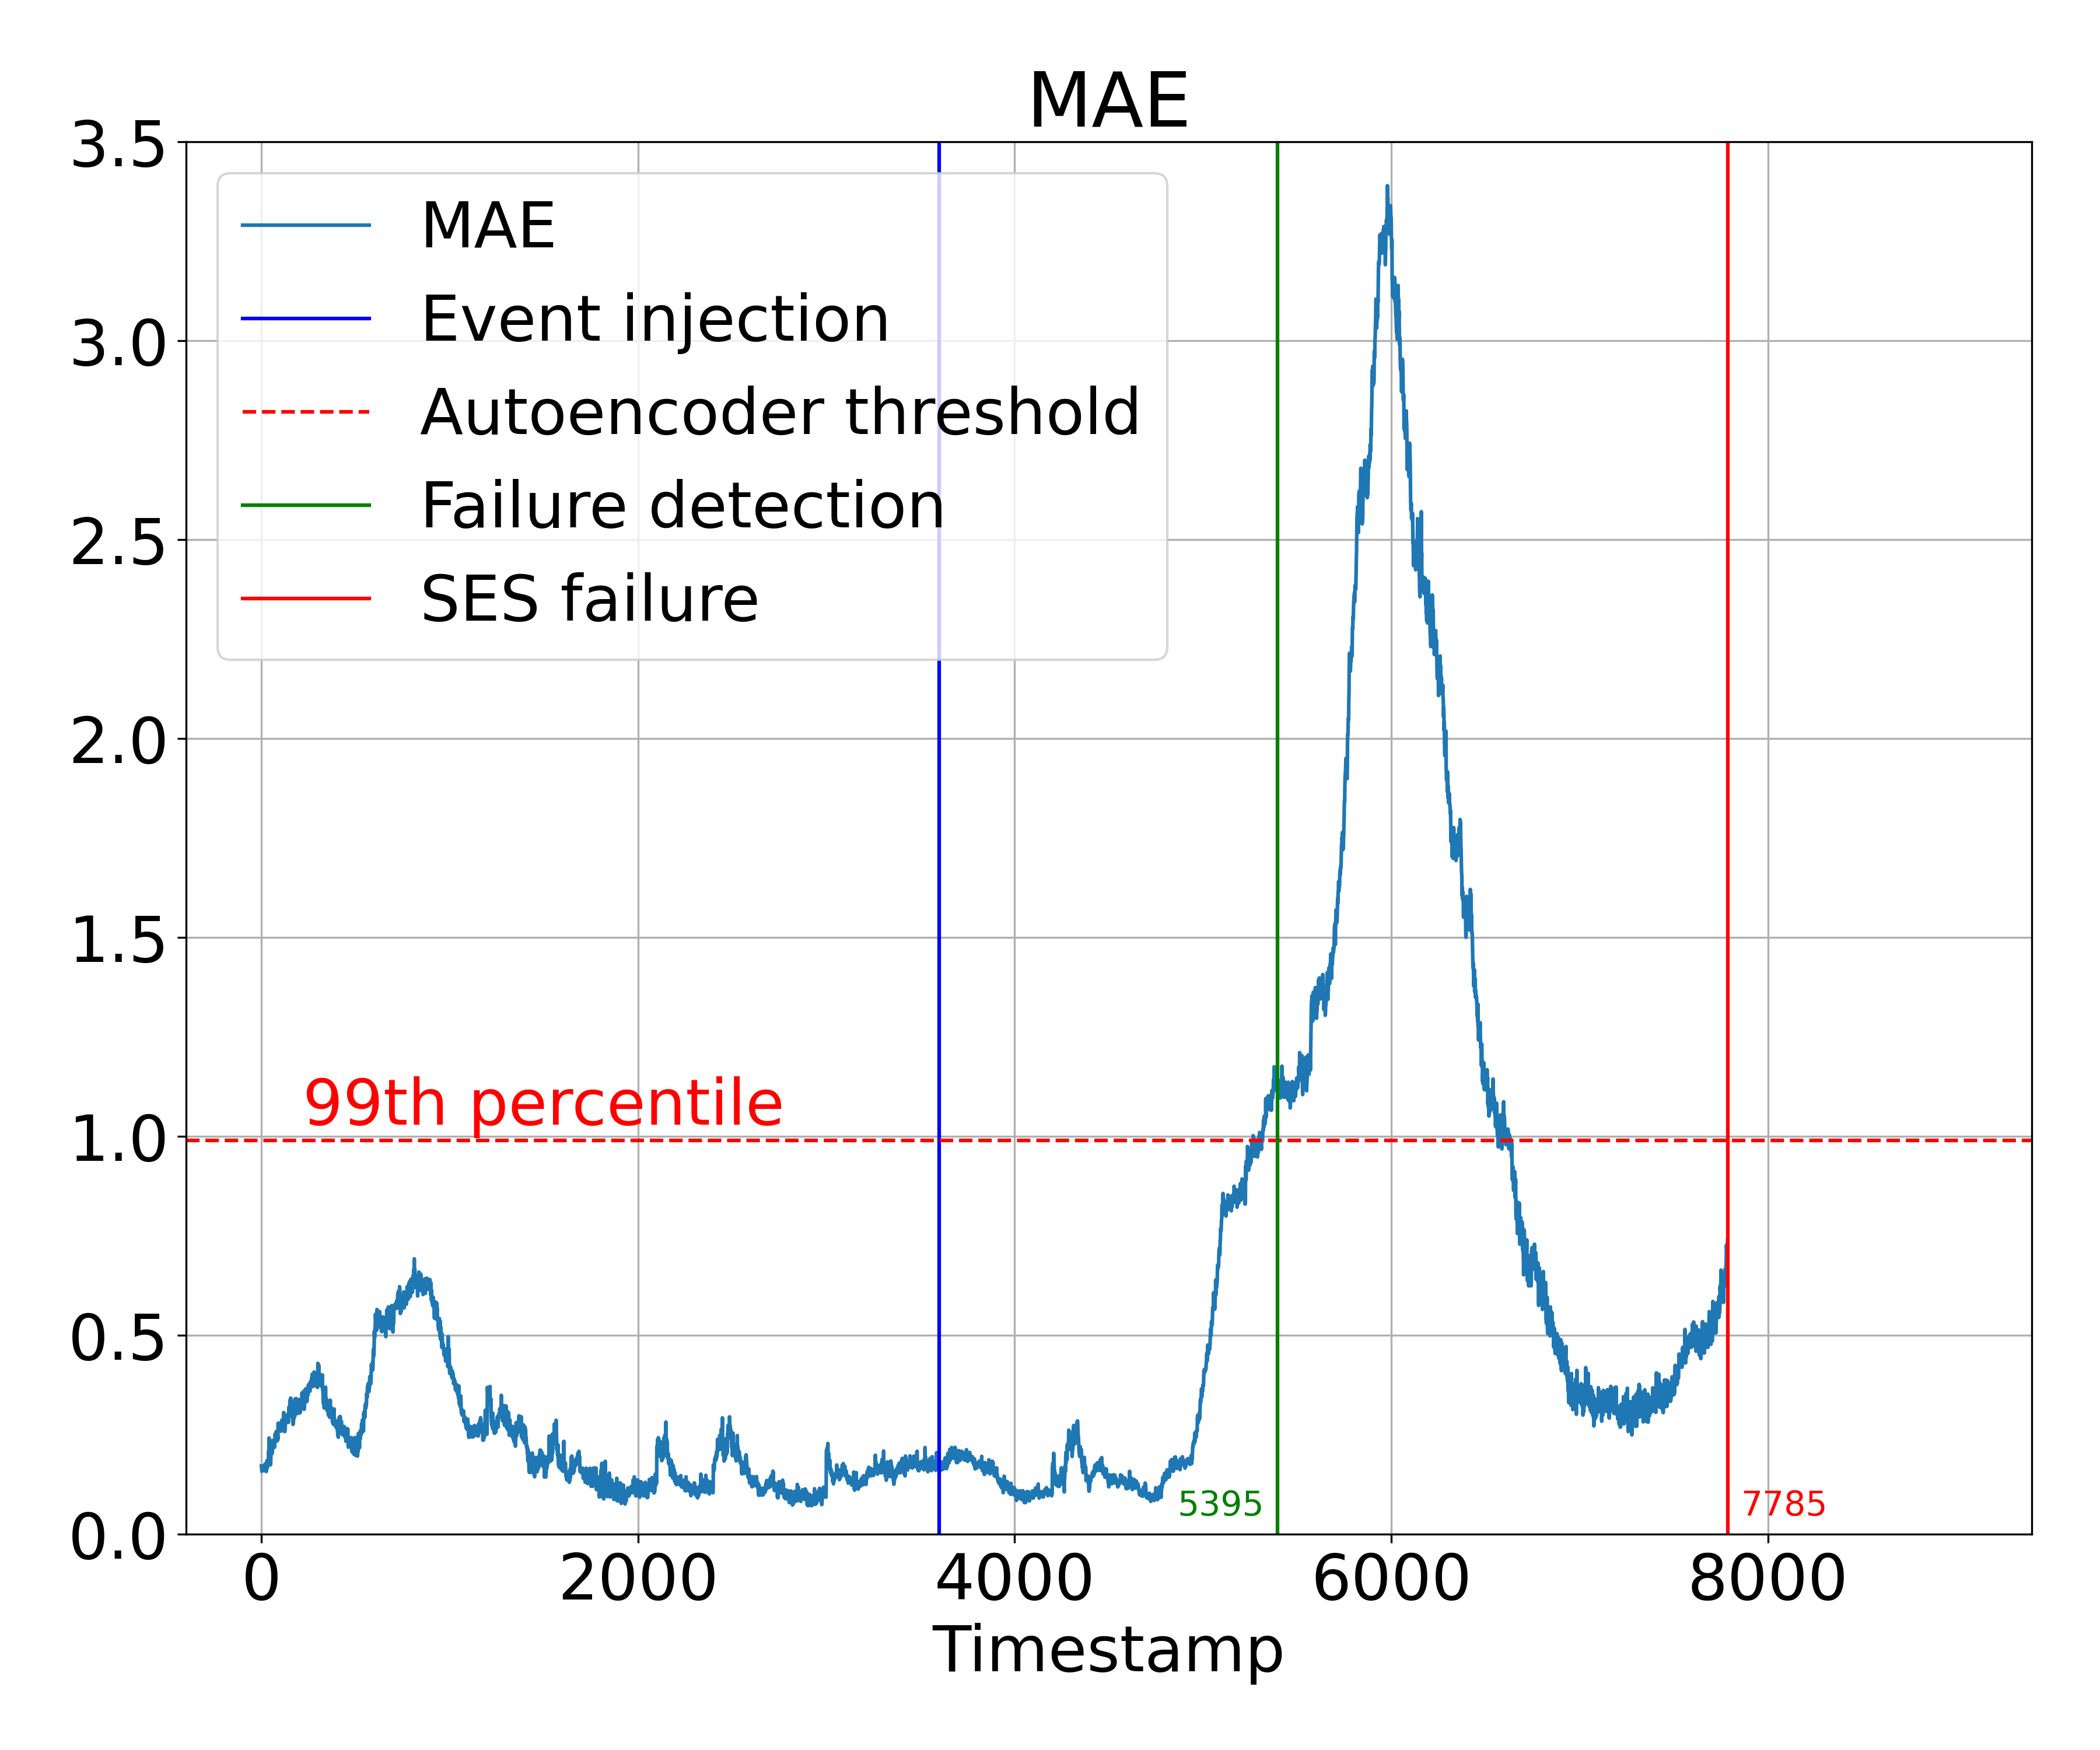 MAE
3.5
3.0
2.5
2.0
1.5
1.0
0.5
0.0
MAE
Event injection
Autoencoder threshold
Failure detection
SES failure
99th percentile
5395
7785
0 2000 4000 6000 8000
Timestamp